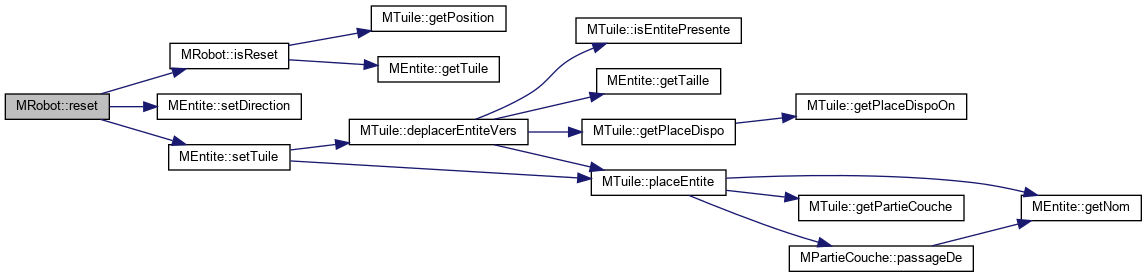 MTuile::getPosition
MTuile::isEntitePresente
MRobot::isReset
MEntite::getTuile
MEntite::getTaille
MRobot::reset
MEntite::setDirection
MTuile::getPlaceDispoOn
MTuile::deplacerEntiteVers
MTuile::getPlaceDispo
MEntite::setTuile
MTuile::placeEntite
MTuile::getPartieCouche
MEntite::getNom
MPartieCouche::passageDe